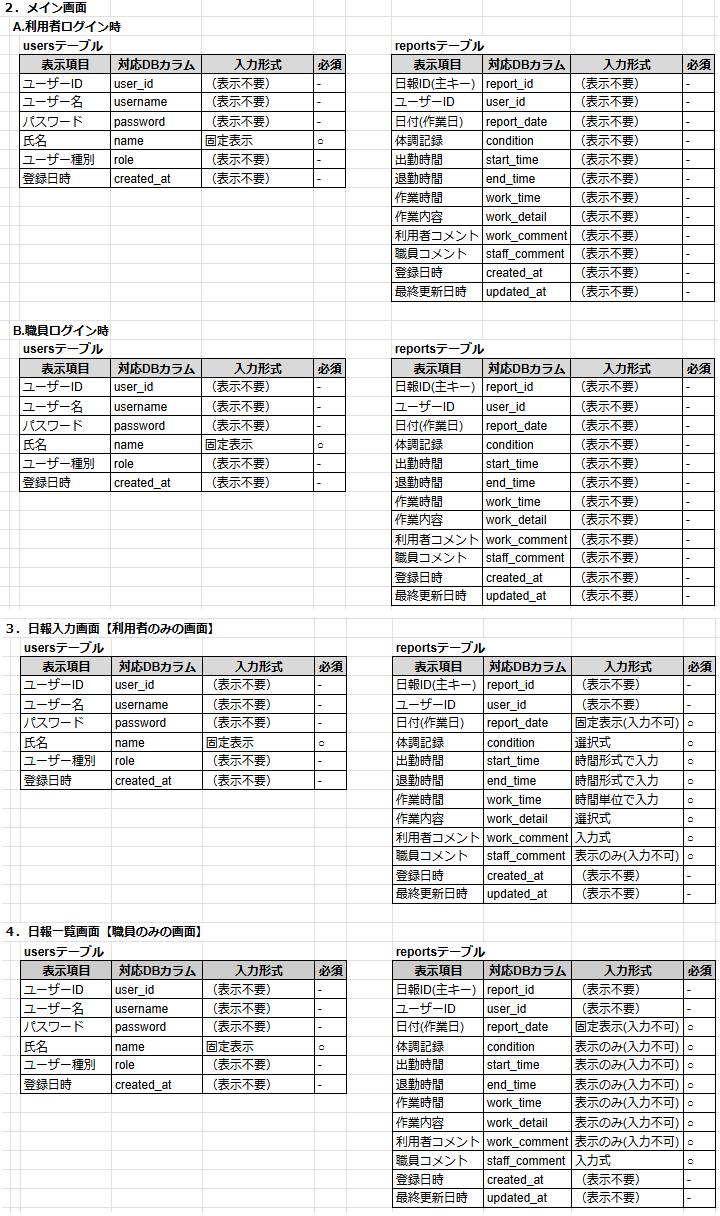 ２．メイン画面
A.利用者ログイン時
usersテーブル reportsテーブル
表示項目 対応DBカラム 入力形式 必須 表示項目 対応DBカラム 入力形式 必須
ユーザーID user_id （表示不要） - 日報ID(主キー) report_id （表示不要） -
ユーザー名 username （表示不要） - ユーザーID user_id （表示不要） -
パスワード password （表示不要） - 日付(作業日) report_date （表示不要） -
氏名 name 固定表示 ○ 体調記録 condition （表示不要） -
ユーザー種別 role （表示不要） - 出勤時間 start_time （表示不要） -
登録日時 created_at （表示不要） - 退勤時間 end_time （表示不要） -
作業時間 work_time （表示不要） -
作業内容 work_detail （表示不要） -
利用者コメント work_comment （表示不要） -
職員コメント staff_comment （表示不要） -
登録日時 created_at （表示不要） -
最終更新日時 updated_at （表示不要） -
B.職員ログイン時
usersテーブル reportsテーブル
表示項目 対応DBカラム 入力形式 必須 表示項目 対応DBカラム 入力形式 必須
ユーザーID user_id （表示不要） - 日報ID(主キー) report_id （表示不要） -
ユーザー名 username （表示不要） - ユーザーID user_id （表示不要） -
パスワード password （表示不要） - 日付(作業日) report_date （表示不要） -
氏名 name 固定表示 ○ 体調記録 condition （表示不要） -
ユーザー種別 role （表示不要） - 出勤時間 start_time （表示不要） -
登録日時 created_at （表示不要） - 退勤時間 end_time （表示不要） -
作業時間 work_time （表示不要） -
作業内容 work_detail （表示不要） -
利用者コメント work_comment （表示不要） -
職員コメント staff_comment （表示不要） -
登録日時 created_at （表示不要） -
最終更新日時 updated_at （表示不要） -
３．日報入力画面【利用者のみの画面】
usersテーブル reportsテーブル
表示項目 対応DBカラム 入力形式 必須 表示項目 対応DBカラム 入力形式 必須
ユーザーID user_id （表示不要） - 日報ID(主キー) report_id （表示不要） -
ユーザー名 username （表示不要） - ユーザーID user_id （表示不要） -
パスワード password （表示不要） - 日付(作業日) report_date 固定表示(入力不可) ○
氏名 name 固定表示 ○ 体調記録 condition 選択式 ○
ユーザー種別 role （表示不要） - 出勤時間 start_time 時間形式で入力 ○
登録日時 created_at （表示不要） - 退勤時間 end_time 時間形式で入力 ○
作業時間 work_time 時間単位で入力 ○
作業内容 work_detail 選択式 ○
利用者コメント work_comment 入力式 ○
職員コメント staff_comment 表示のみ(入力不可) ○
登録日時 created_at （表示不要） -
最終更新日時 updated_at （表示不要） -
４．日報一覧画面【職員のみの画面】
usersテーブル reportsテーブル
表示項目 対応DBカラム 入力形式 必須 表示項目 対応DBカラム 入力形式 必須
ユーザーID user_id （表示不要） - 日報ID(主キー) report_id （表示不要） -
ユーザー名 username （表示不要） - ユーザーID user_id （表示不要） -
パスワード password （表示不要） - 日付(作業日) report_date 固定表示(入力不可) ○
氏名 name 固定表示 ○ 体調記録 condition 表示のみ(入力不可) ○
ユーザー種別 role （表示不要） - 出勤時間 start_time 表示のみ(入力不可) ○
登録日時 created_at （表示不要） - 退勤時間 end_time 表示のみ(入力不可) ○
作業時間 work_time 表示のみ(入力不可) ○
作業内容 work_detail 表示のみ(入力不可) ○
利用者コメント work_comment 表示のみ(入力不可) ○
職員コメント staff_comment 入力式 ○
登録日時 created_at （表示不要） -
最終更新日時 updated_at （表示不要） -